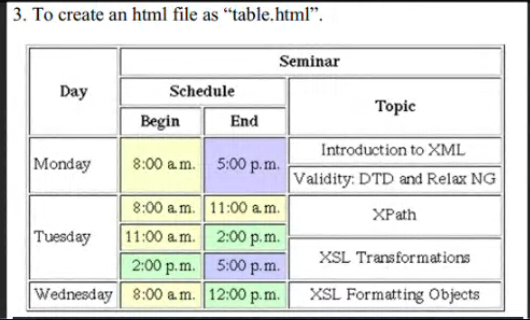 3. To create an html file as “table.html”.
Seminar
Day
Schedule
Topic
Begin End
Monday 8:00 a.m. 5:00 p.m. Introduction to XML
Validity: DTD and Relax NG
Tuesday 8:00 a.m. 11:00 a.m. XPath
11:00 a.m. 2:00 p.m.
2:00 p.m. 5:00 p.m. XSL Transformations
Wednesday 8:00 a.m. 12:00 p.m. XSL Formatting Objects